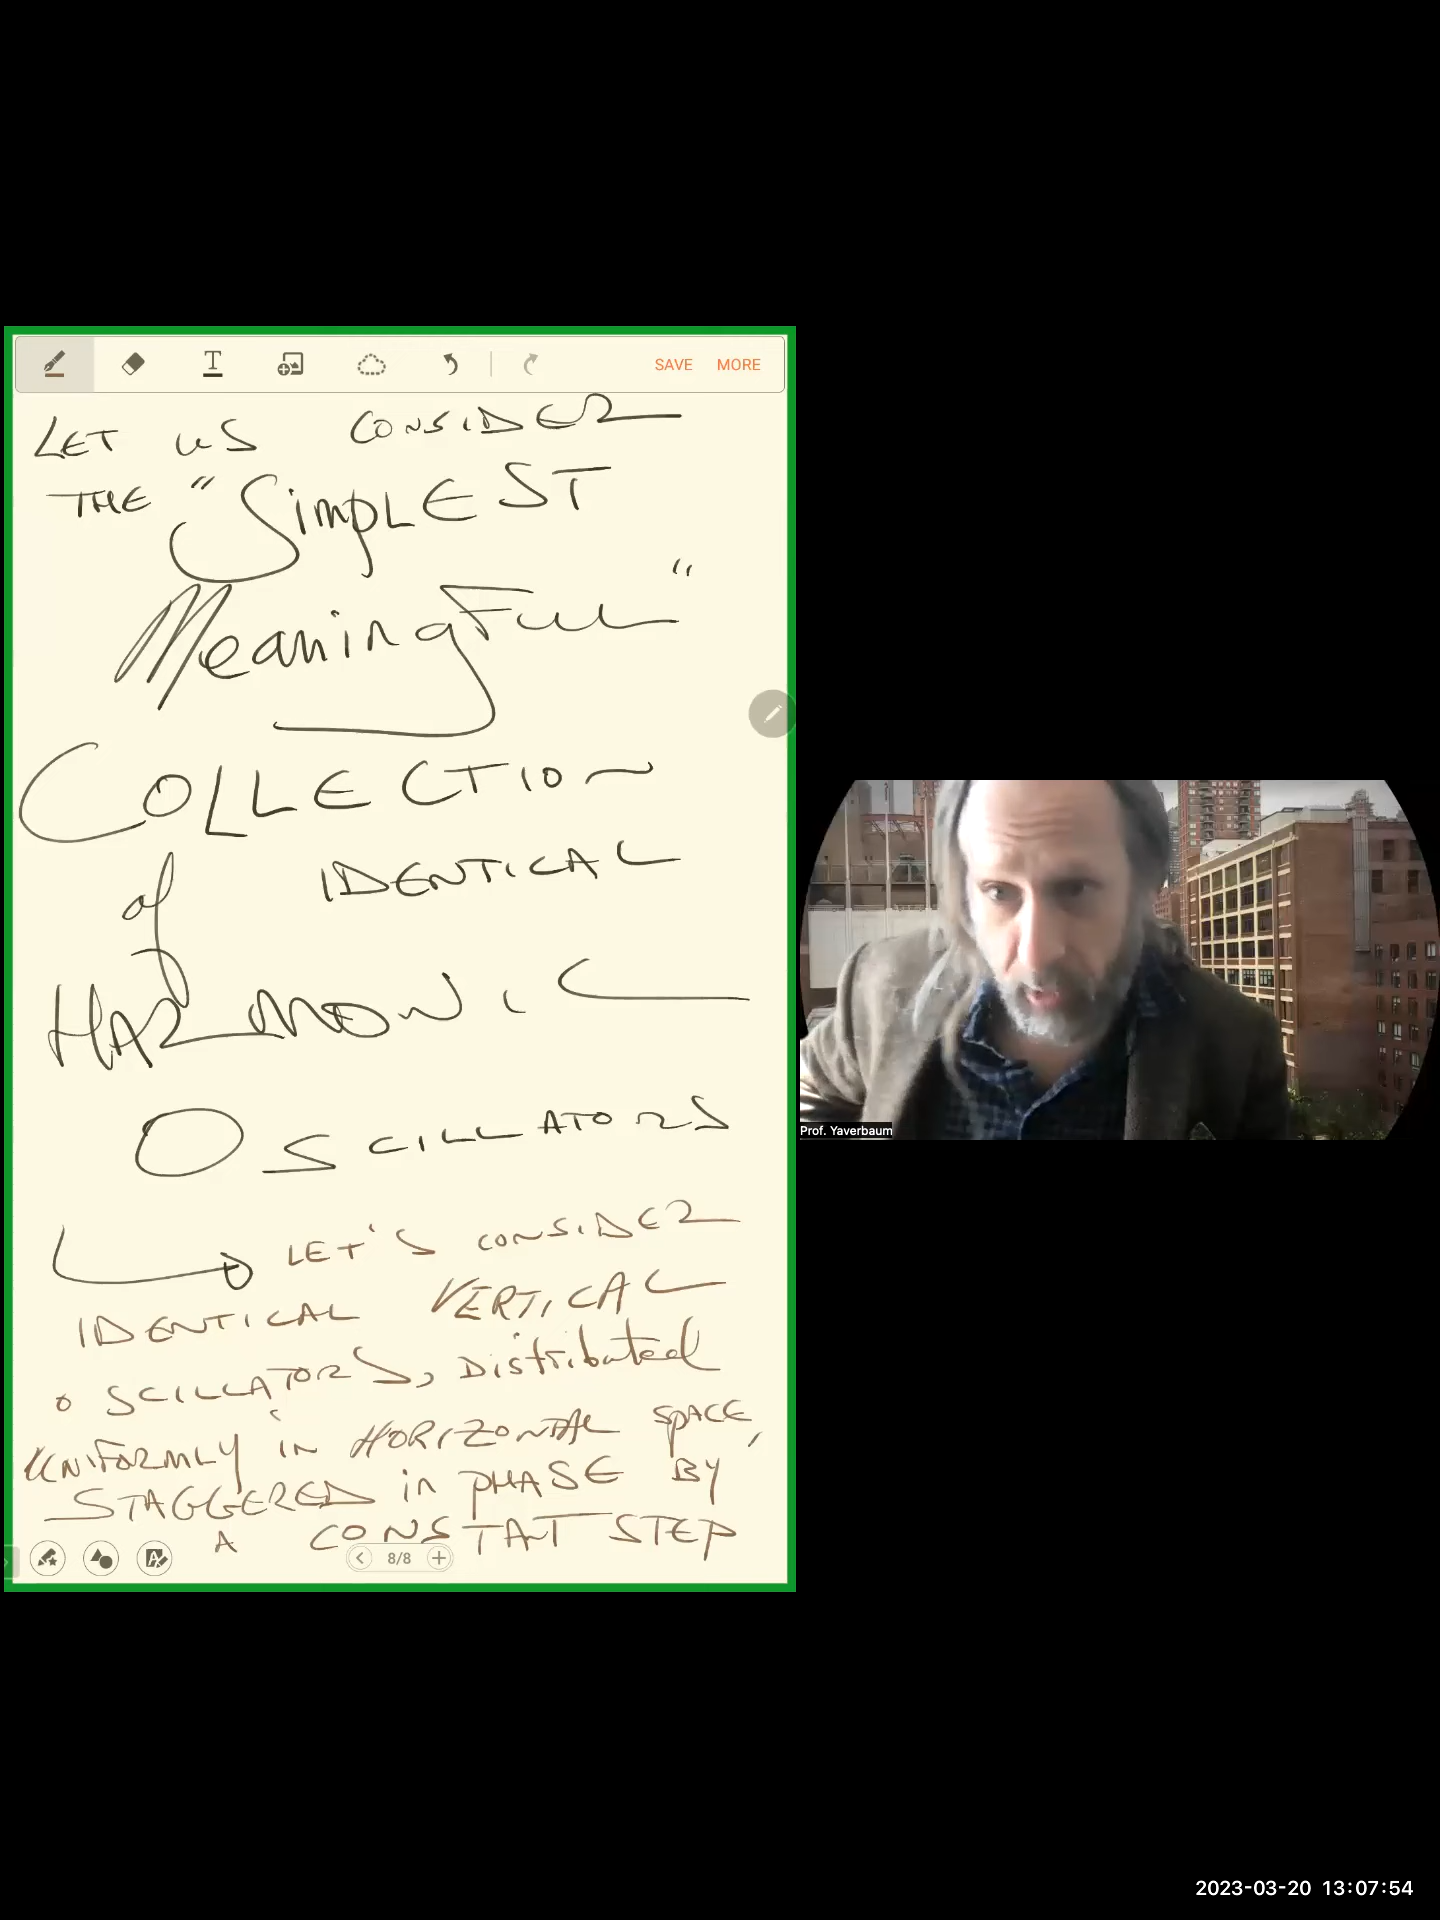 T
SAVE MORE
LET US CONSIDER
THE "SIMPLEST
MeaningFul"
COLLECTION
of IDENTICAL
HARMONIC
OSCILLATORS
LET'S CONSIDER
IDENTICAL VERTICAL
OSCILLATORS, DISTRIBUTED
UNIFORMLY IN HORIZONTAL SPACE,
STAGGERED in PHASE BY
A CONSTANT STEP
8/8
Prof. Yaverbaum
2023-03-20 13:07:54